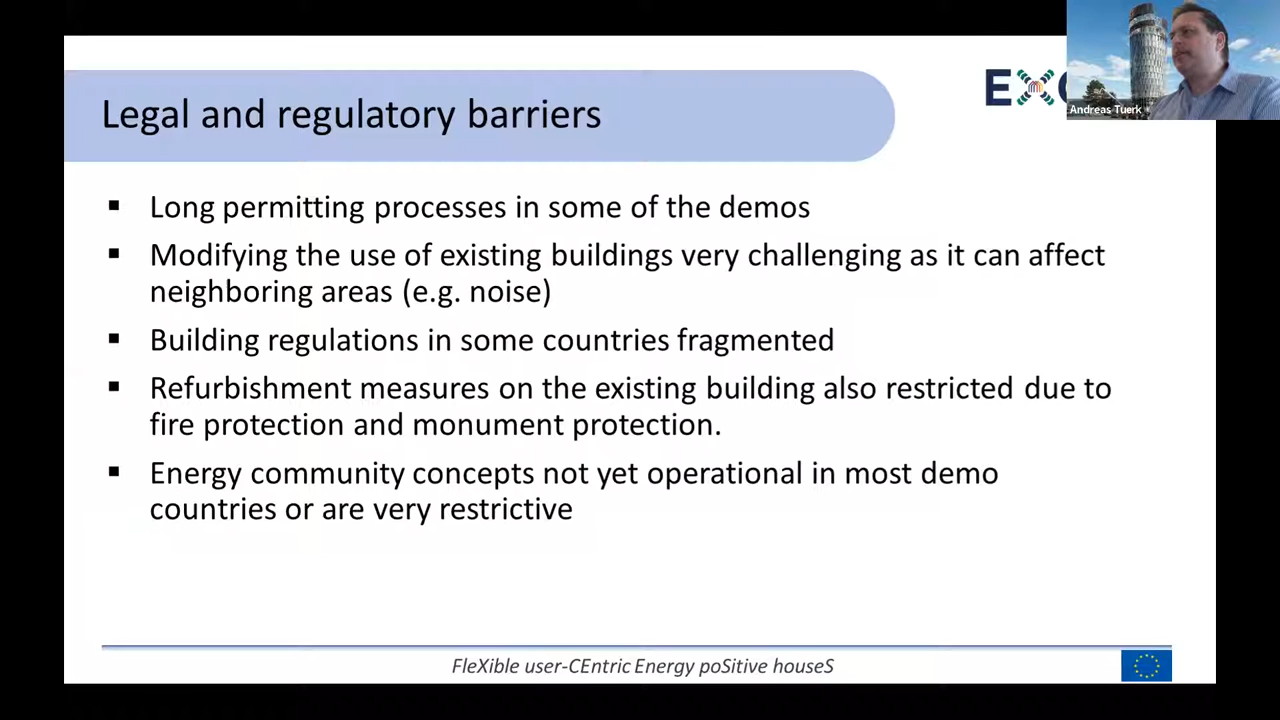 Legal and regulatory barriers
EX
Andreas Tuerk
▪ Long permitting processes in some of the demos
▪ Modifying the use of existing buildings very challenging as it can affect
neighboring areas (e.g. noise)
▪ Building regulations in some countries fragmented
▪ Refurbishment measures on the existing building also restricted due to
fire protection and monument protection.
▪ Energy community concepts not yet operational in most demo
countries or are very restrictive
FleXible user-CEntric Energy poSitive houseS